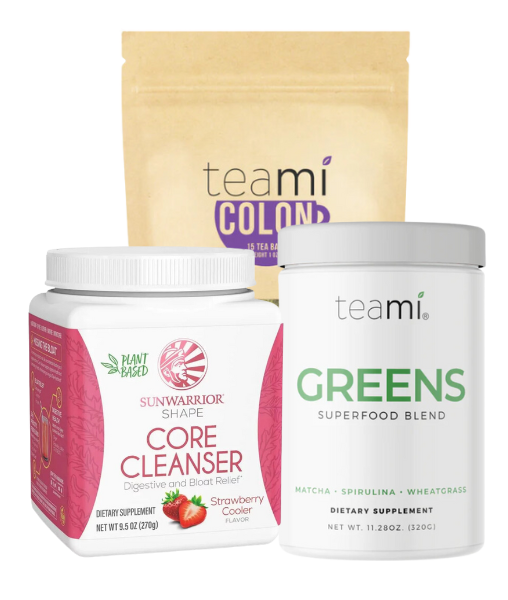 teami
COLON
15 TEA BA
PLANT
BASED
SUNWARRIOR
SHAPE
CORE
CLEANSER
Digestive and Bloat Relief
Strawberry
Cooler
FLAVOR
DIETARY SUPPLEMENT
NET WT 9.5 OZ (270g)
teami®
GREENS
SUPERFOOD BLEND
MATCHA • SPIRULINA • WHEATGRASS
DIETARY SUPPLEMENT
NET WT. 11.28OZ. (320G)